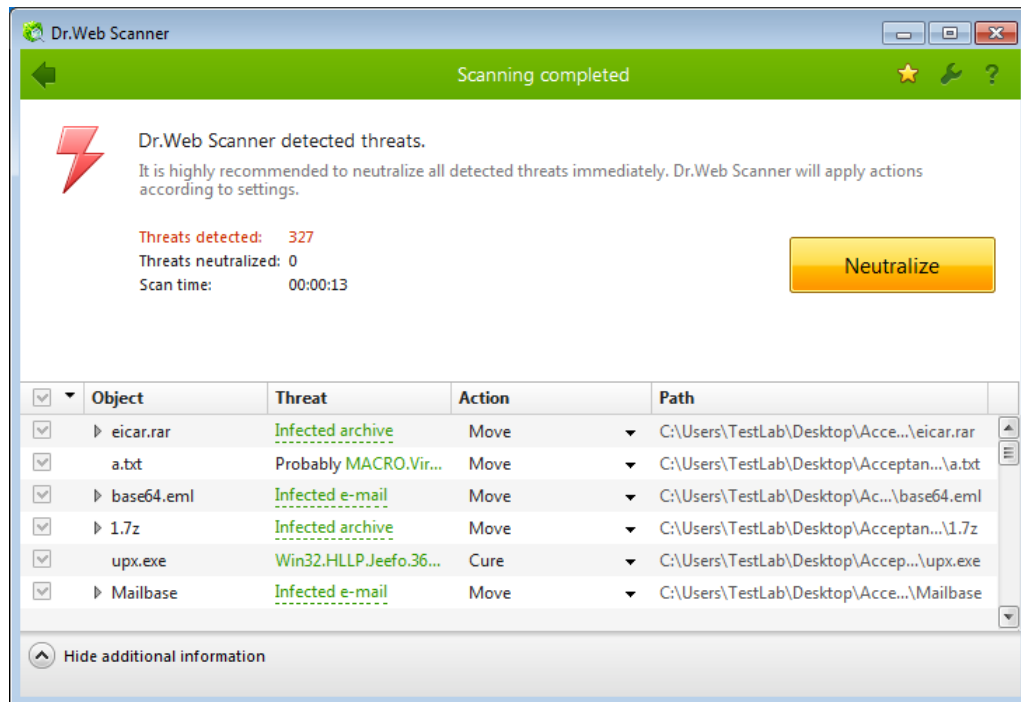 Dr.Web Scanner
Scanning completed
?
Dr.Web Scanner detected threats.
It is highly recommended to neutralize all detected threats immediately. Dr.Web Scanner will apply actions
according to settings.
Threats detected: 327
Threats neutralized: 0
Scan time: 00:00:13
Neutralize
Object Threat Action Path
eicar.rar Infected archive Move C:\Users\TestLab\Desktop\Acce...\eicar.rar
a.txt Probably MACRO.Vir... Move C:\Users\TestLab\Desktop\Acceptan...\a.txt
base64.eml Infected e-mail Move C:\Users\TestLab\Desktop\Ac...\base64.eml
1.7z Infected archive Move C:\Users\TestLab\Desktop\Acceptan...\1.7z
upx.exe Win32.HLLP.Jeefo.36... Cure C:\Users\TestLab\Desktop\Accep...\upx.exe
Mailbase Infected e-mail Move C:\Users\TestLab\Desktop\Acce...\Mailbase
Hide additional information